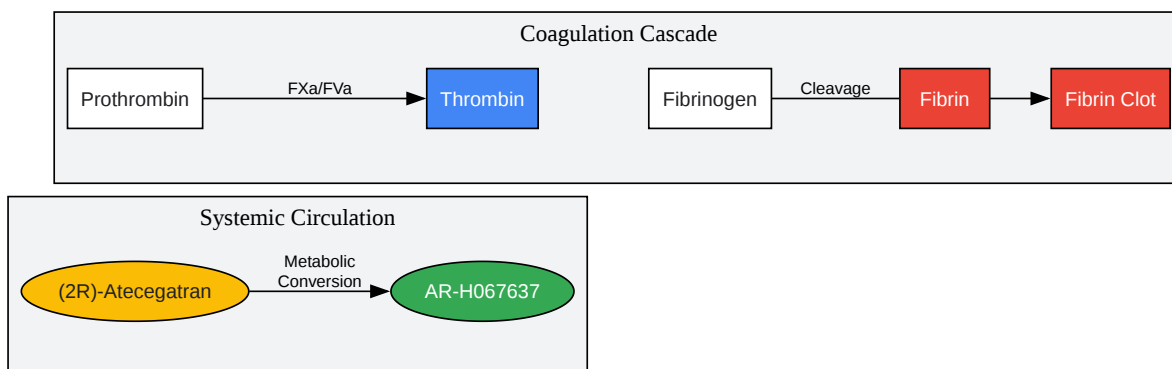 Coagulation Cascade
Prothrombin
FXa/FVa
Thrombin
Fibrinogen
Cleavage
Fibrin
Fibrin Clot
Systemic Circulation
(2R)-Atecegatran
Metabolic
Conversion
AR-H067637